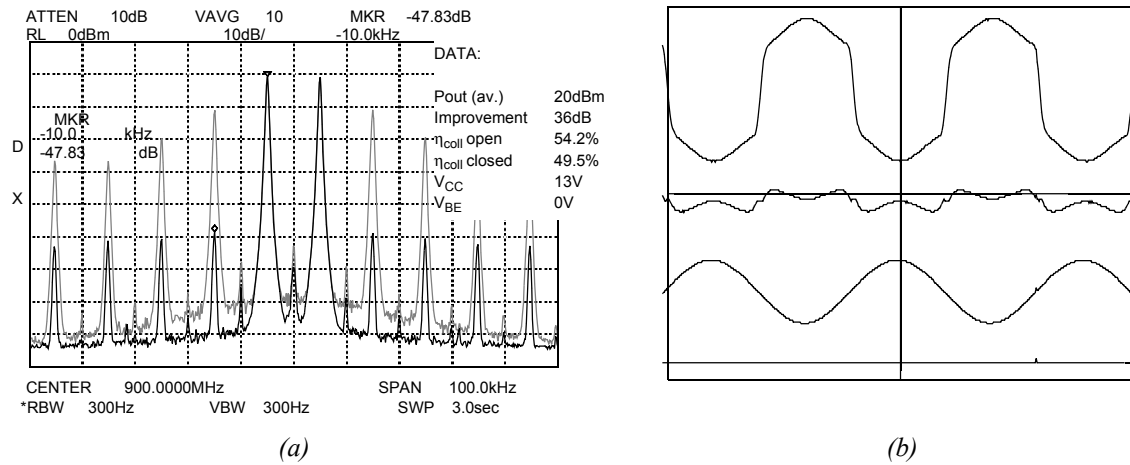 ATTEN 10dB VAVG 10 MKR -47.83dB
RL 0dBm 10dB/ -10.0kHz
DATA:
Pout (av.) 20dBm
Improvement 36dB
ηcoll open 54.2%
ηcoll closed 49.5%
VCC 13V
VBE 0V
MKR
-10.0 kHz
-47.83 dB
D
X
CENTER 900.0000MHz SPAN 100.0kHz
*RBW 300Hz VBW 300Hz SWP 3.0sec
(a) (b)